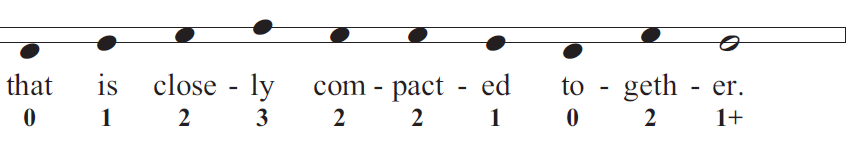 that is close - ly com - pact - ed to - geth - er.
0 1 2 3 2 2 1 0 2 1+